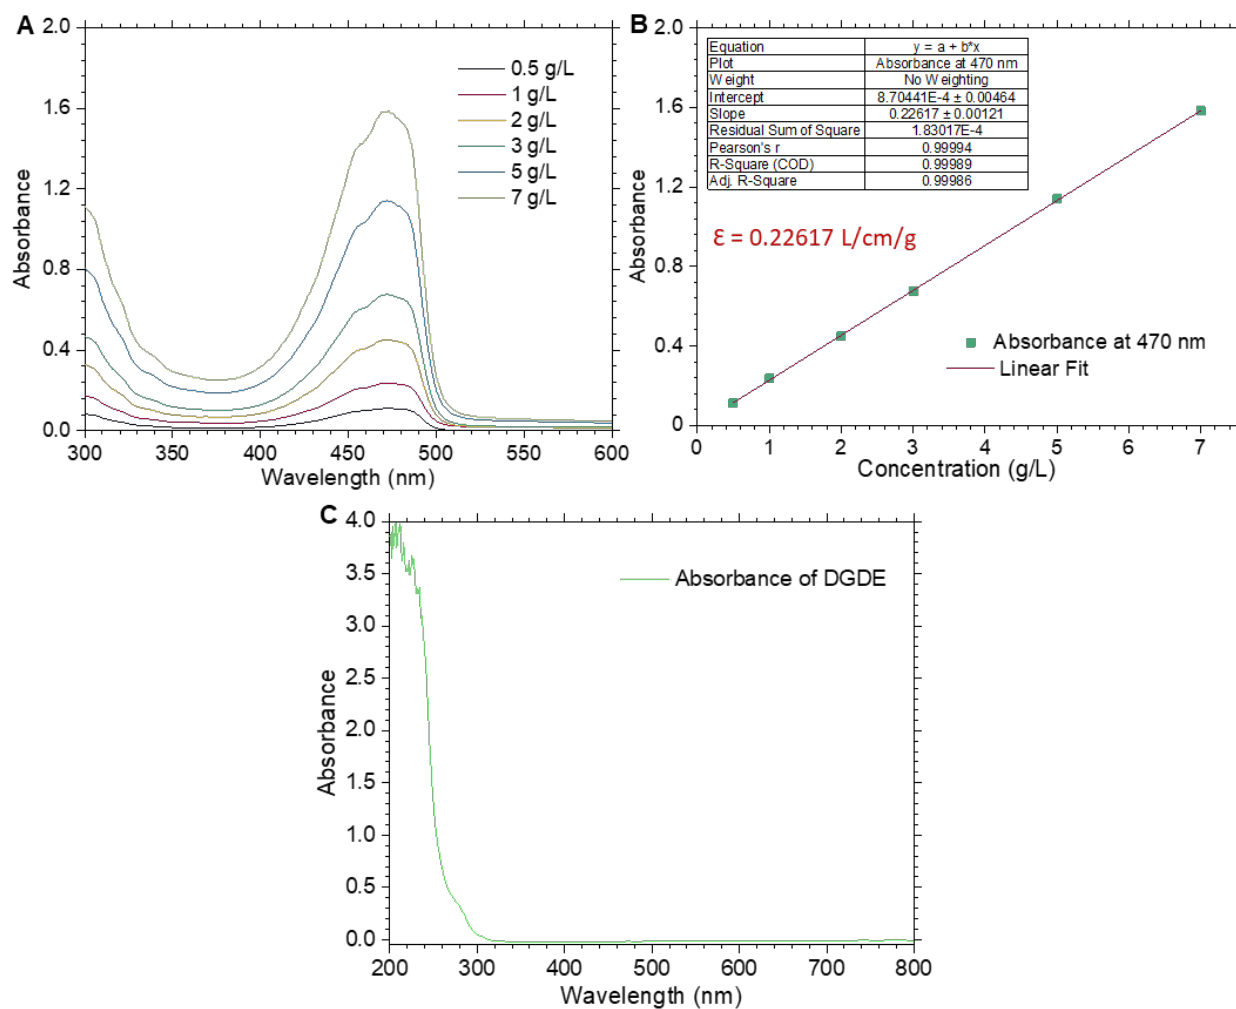 A
2.0
1.6
1.2
0.8
0.4
0.0
Absorbance
0.5 g/L
1 g/L
2 g/L
3 g/L
5 g/L
7 g/L
300 350 400 450 500 550 600
Wavelength (nm)
B
2.0
1.6
1.2
0.8
0.4
0
Absorbance
Equation y = a + b*x
Plot Absorbance at 470 nm
Weight No Weighting
Intercept 8.70441E-4 ± 0.00464
Slope 0.22617 ± 0.00121
Residual Sum of Square 1.83017E-4
Pearson's r 0.99994
R-Square (COD) 0.99989
Adj. R-Square 0.99986
Ɛ = 0.22617 L/cm/g
Absorbance at 470 nm
Linear Fit
0 1 2 3 4 5 6 7
Concentration (g/L)
C
4.0
3.5
3.0
2.5
2.0
1.5
1.0
0.5
0.0
Absorbance
Absorbance of DGDE
200 300 400 500 600 700 800
Wavelength (nm)